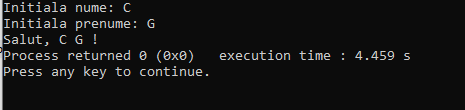 Initiala nume: C
Initiala prenume: G
Salut, C G !
Process returned 0 (0x0)   execution time : 4.459 s
Press any key to continue.